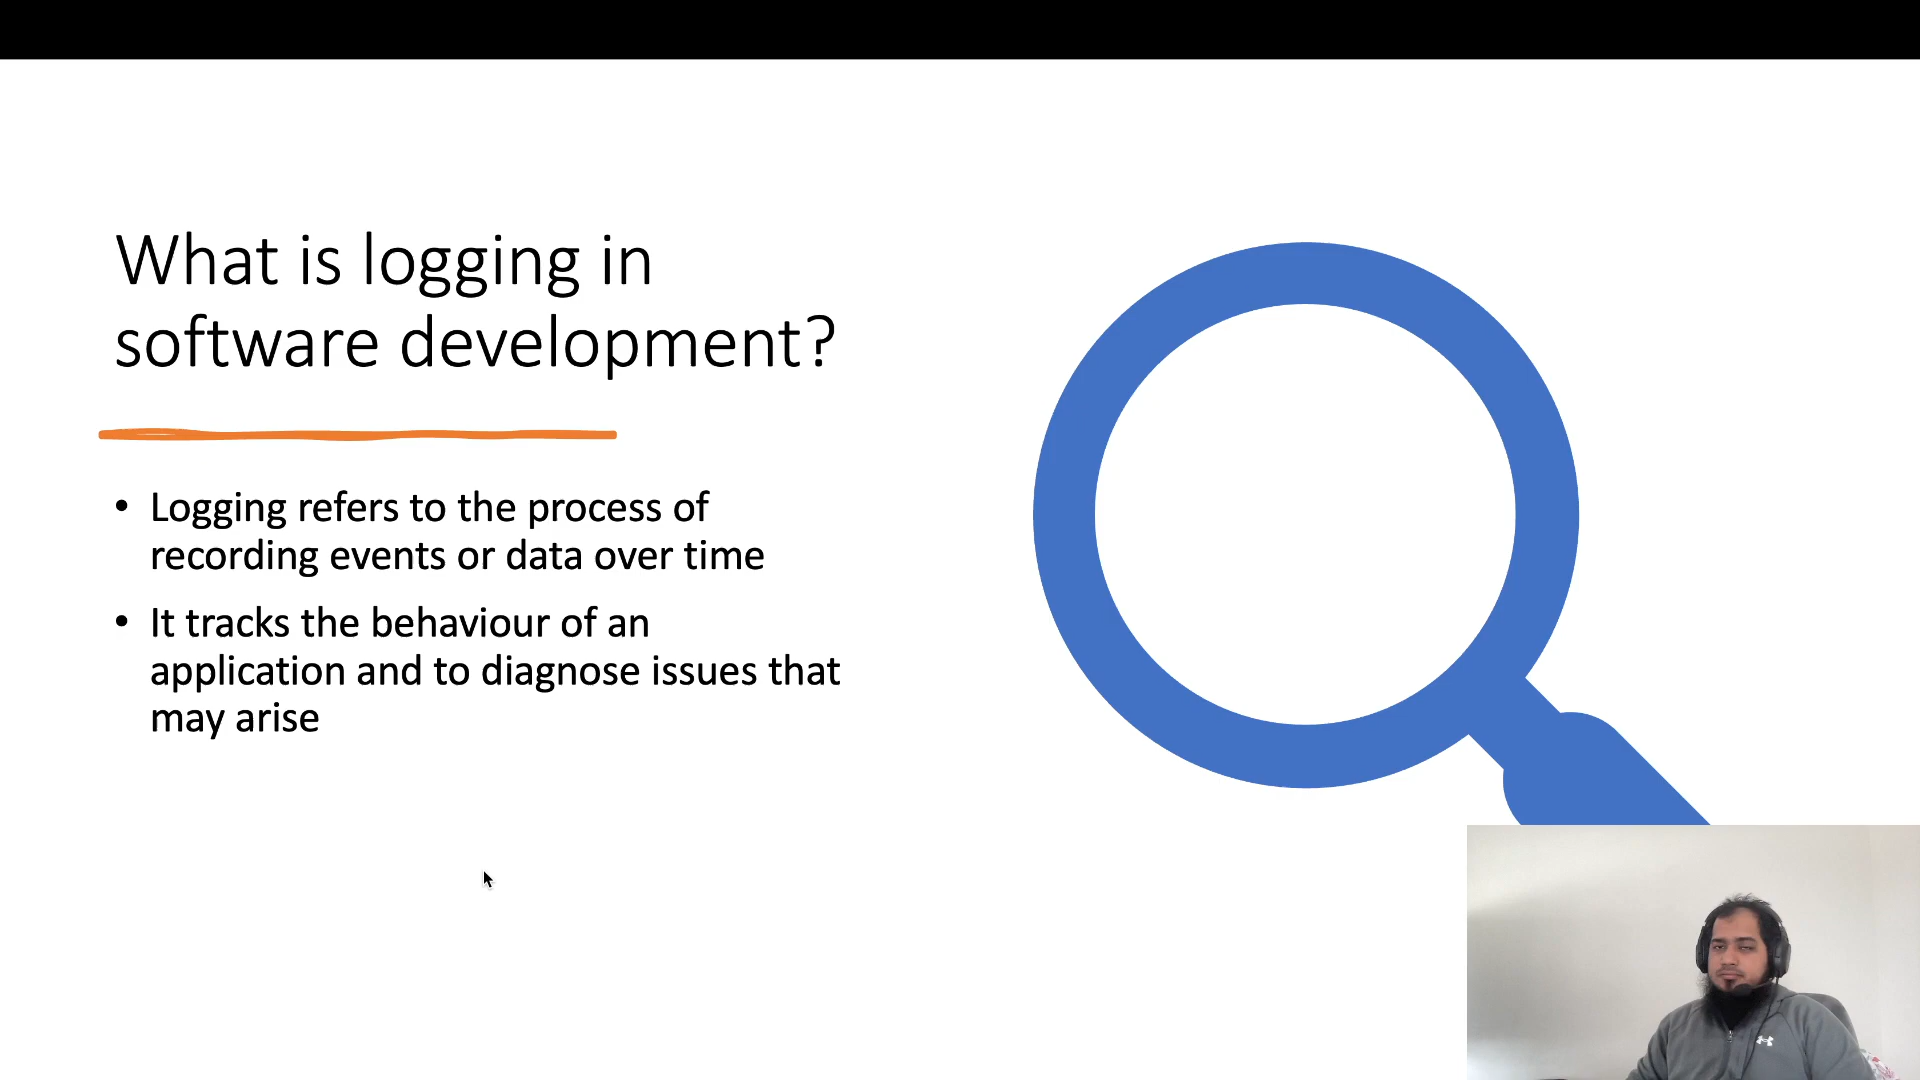 What is logging in
software development?
• Logging refers to the process of
recording events or data over time
• It tracks the behaviour of an
application and to diagnose issues that
may arise